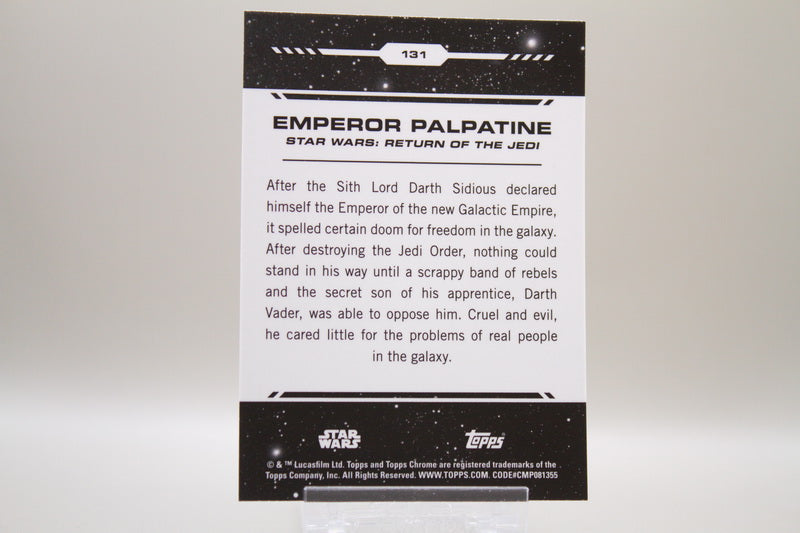 131
EMPEROR PALPATINE
STAR WARS: RETURN OF THE JEDI
After the Sith Lord Darth Sidious declared
himself the Emperor of the new Galactic Empire,
it spelled certain doom for freedom in the galaxy.
After destroying the Jedi Order, nothing could
stand in his way until a scrappy band of rebels
and the secret son of his apprentice, Darth
Vader, was able to oppose him. Cruel and evil,
he cared little for the problems of real people
in the galaxy.
STAR
WARS
Topps
© & ™ Lucasfilm Ltd. Topps and Topps Chrome are registered trademarks of the
Topps Company, Inc. All Rights Reserved. WWW.TOPPS.COM. CODE#CMP081355